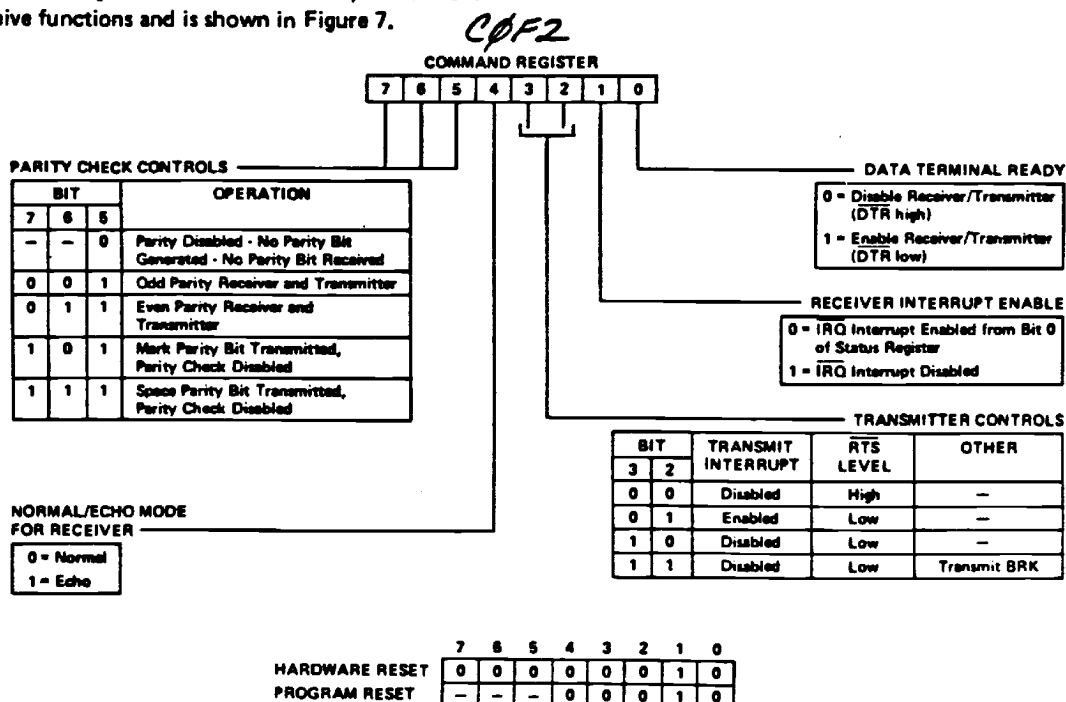 eive functions and is shown in Figure 7.
CØF2
COMMAND REGISTER
7 6 5 4 3 2 1 0
PARITY CHECK CONTROLS
BIT OPERATION
7 6 5
– – 0 Parity Disabled - No Parity Bit
Generated - No Parity Bit Received
0 0 1 Odd Parity Receiver and Transmitter
0 1 1 Even Parity Receiver and
Transmitter
1 0 1 Mark Parity Bit Transmitted,
Parity Check Disabled
1 1 1 Space Parity Bit Transmitted,
Parity Check Disabled
NORMAL/ECHO MODE
FOR RECEIVER
0 = Normal
1 = Echo
DATA TERMINAL READY
0 = Disable Receiver/Transmitter
(DTR high)
1 = Enable Receiver/Transmitter
(DTR low)
RECEIVER INTERRUPT ENABLE
0 = IRQ Interrupt Enabled from Bit 0
of Status Register
1 = IRQ Interrupt Disabled
TRANSMITTER CONTROLS
BIT TRANSMIT INTERRUPT RTS LEVEL OTHER
3 2
0 0 Disabled High –
0 1 Enabled Low –
1 0 Disabled Low –
1 1 Disabled Low Transmit BRK
7 6 5 4 3 2 1 0
HARDWARE RESET 0 0 0 0 0 0 1 0
PROGRAM RESET – – – 0 0 0 1 0